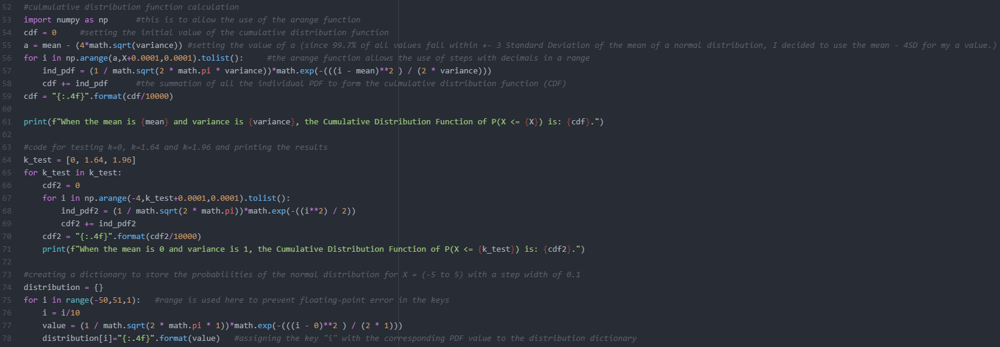 52 #culmulative distribution function calculation
53 import numpy as np      #this is to allow the use of the arange function
54 cdf = 0     #setting the initial value of the cumulative distribution function
55 a = mean - (4*math.sqrt(variance)) #setting the value of a (since 99.7% of all values fall within +- 3 Standard Deviation of the mean of a normal distribution, I decided to use the mean - 4SD for my a value.)
56 for i in np.arange(a,X+0.0001,0.0001).tolist():     #the arange function allows the use of steps with decimals in a range
57     ind_pdf = (1 / math.sqrt(2 * math.pi * variance))*math.exp(-(((i - mean)**2 ) / (2 * variance)))
58     cdf += ind_pdf      #the summation of all the individual PDF to form the culmulative distribution function (CDF)
59 cdf = "{:.4f}".format(cdf/10000)
60
61 print(f"When the mean is {mean} and variance is {variance}, the Cumulative Distribution Function of P(X <= {X}) is: {cdf}.")
62
63 #code for testing k=0, k=1.64 and k=1.96 and printing the results
64 k_test = [0, 1.64, 1.96]
65 for k_test in k_test:
66     cdf2 = 0
67     for i in np.arange(-4,k_test+0.0001,0.0001).tolist():
68         ind_pdf2 = (1 / math.sqrt(2 * math.pi))*math.exp(-((i**2) / 2))
69         cdf2 += ind_pdf2
70     cdf2 = "{:.4f}".format(cdf2/10000)
71     print(f"When the mean is 0 and variance is 1, the Cumulative Distribution Function of P(X <= {k_test}) is: {cdf2}.")
72
73 #creating a dictionary to store the probabilities of the normal distribution for X = (-5 to 5) with a step width of 0.1
74 distribution = {}
75 for i in range(-50,51,1):   #range is used here to prevent floating-point error in the keys
76     i = i/10
77     value = (1 / math.sqrt(2 * math.pi * 1))*math.exp(-(((i - 0)**2 ) / (2 * 1)))
78     distribution[i]="{:.4f}".format(value)   #assigning the key "i" with the corresponding PDF value to the distribution dictionary